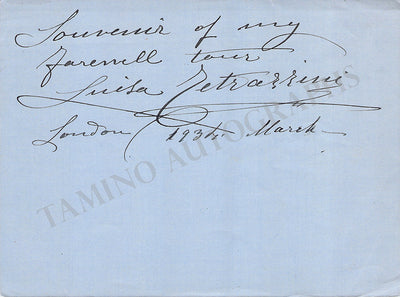 Souvenir of my
farewell tour
Luisa Tetrazzini
London 1934 March
TAMINO AUTOGRAPHS